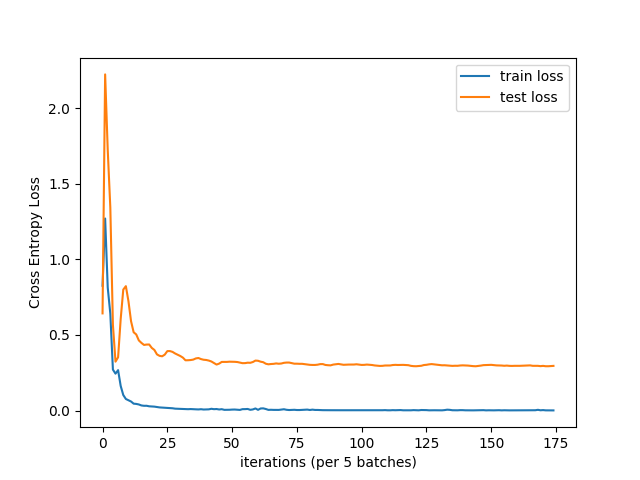 train loss
test loss
Cross Entropy Loss
2.0
1.5
1.0
0.5
0.0
0 25 50 75 100 125 150 175
iterations (per 5 batches)